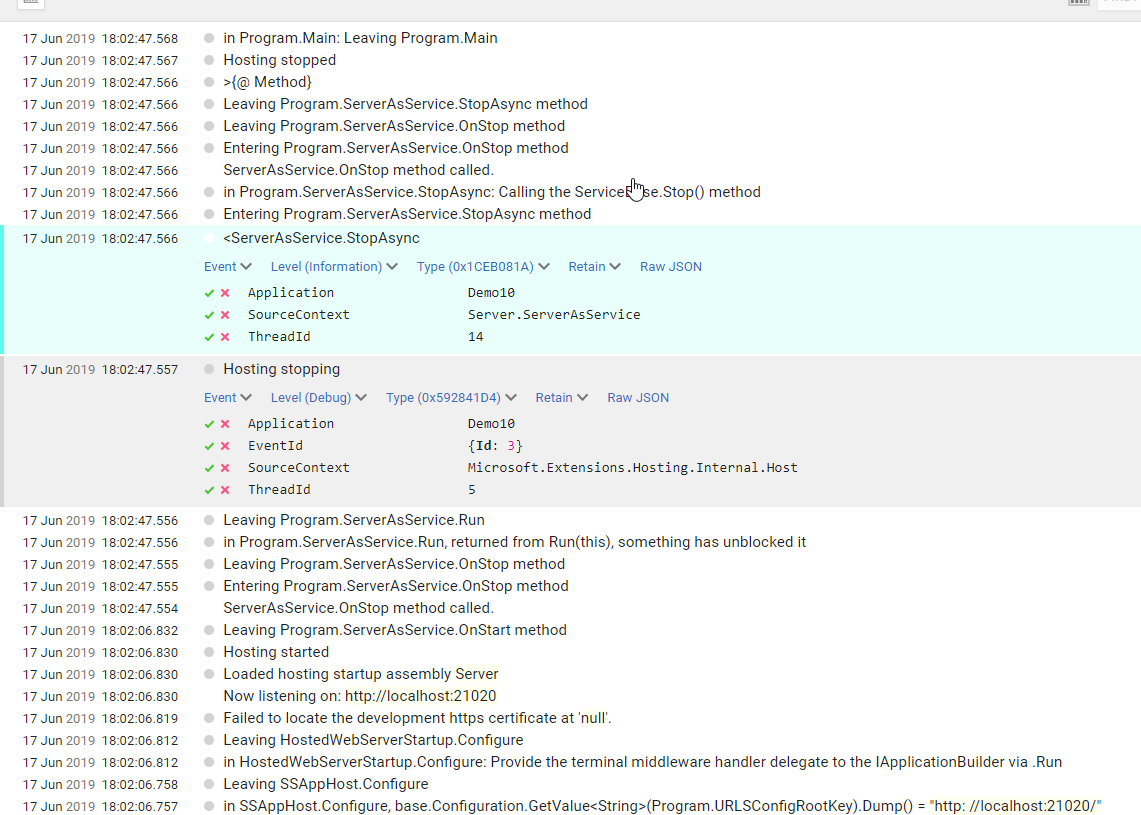 17 Jun 2019 18:02:47.568 in Program.Main: Leaving Program.Main
17 Jun 2019 18:02:47.567 Hosting stopped
17 Jun 2019 18:02:47.566 >{@ Method}
17 Jun 2019 18:02:47.566 Leaving Program.ServerAsService.StopAsync method
17 Jun 2019 18:02:47.566 Leaving Program.ServerAsService.OnStop method
17 Jun 2019 18:02:47.566 Entering Program.ServerAsService.OnStop method
17 Jun 2019 18:02:47.566 ServerAsService.OnStop method called.
17 Jun 2019 18:02:47.566 in Program.ServerAsService.StopAsync: Calling the ServiceBase.Stop() method
17 Jun 2019 18:02:47.566 Entering Program.ServerAsService.StopAsync method
17 Jun 2019 18:02:47.566 <ServerAsService.StopAsync
Event Level (Information) Type (0x1CEB081A) Retain Raw JSON
Application Demo10
SourceContext Server.ServerAsService
ThreadId 14
17 Jun 2019 18:02:47.557 Hosting stopping
Event Level (Debug) Type (0x592841D4) Retain Raw JSON
Application Demo10
EventId {Id: 3}
SourceContext Microsoft.Extensions.Hosting.Internal.Host
ThreadId 5
17 Jun 2019 18:02:47.556 Leaving Program.ServerAsService.Run
17 Jun 2019 18:02:47.556 in Program.ServerAsService.Run, returned from Run(this), something has unblocked it
17 Jun 2019 18:02:47.555 Leaving Program.ServerAsService.OnStop method
17 Jun 2019 18:02:47.555 Entering Program.ServerAsService.OnStop method
17 Jun 2019 18:02:47.554 ServerAsService.OnStop method called.
17 Jun 2019 18:02:06.832 Leaving Program.ServerAsService.OnStart method
17 Jun 2019 18:02:06.830 Hosting started
17 Jun 2019 18:02:06.830 Loaded hosting startup assembly Server
17 Jun 2019 18:02:06.830 Now listening on: http://localhost:21020
17 Jun 2019 18:02:06.819 Failed to locate the development https certificate at 'null'.
17 Jun 2019 18:02:06.812 Leaving HostedWebServerStartup.Configure
17 Jun 2019 18:02:06.812 in HostedWebServerStartup.Configure: Provide the terminal middleware handler delegate to the IApplicationBuilder via .Run
17 Jun 2019 18:02:06.758 Leaving SSAppHost.Configure
17 Jun 2019 18:02:06.757 in SSAppHost.Configure, base.Configuration.GetValue<String>(Program.URLSConfigRootKey).Dump() = "http: //localhost:21020/"